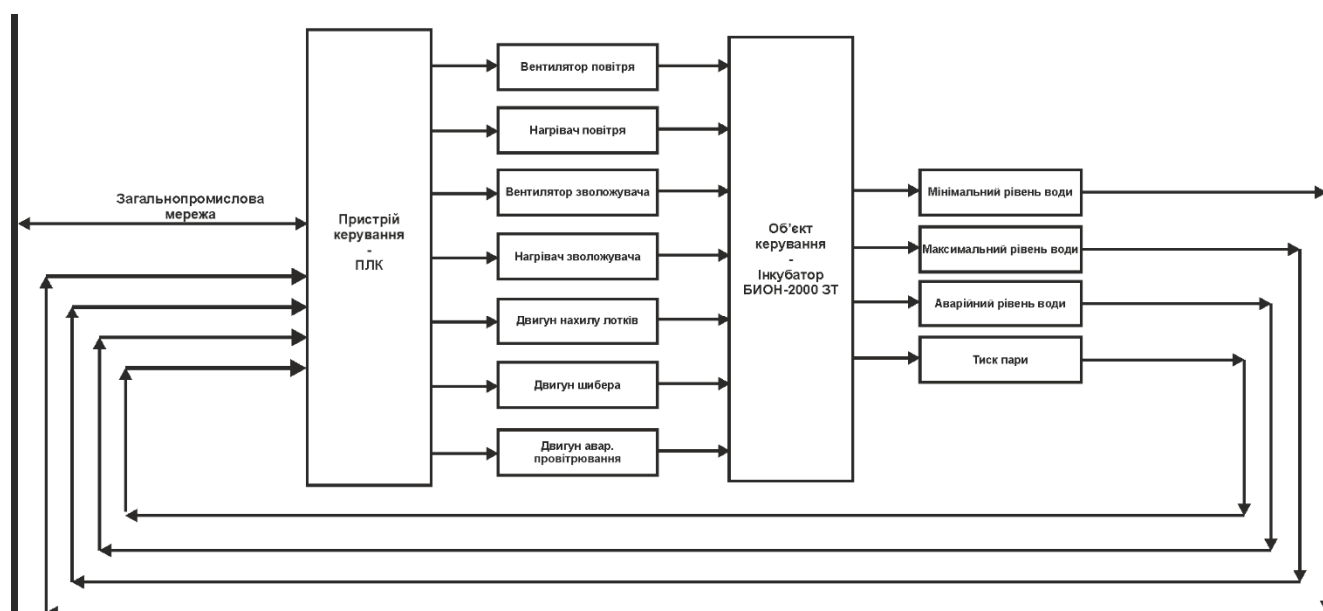 Загальнопромислова
мережа
Пристрій
керування
-
ПЛК
Вентилятор повітря
Нагрівач повітря
Вентилятор зволожувача
Нагрівач зволожувача
Двигун нахилу лотків
Двигун шибера
Двигун авар.
провітрювання
Об'єкт
керування
-
Інкубатор
БИОН-2000 ЗТ
Мінімальний рівень води
Максимальний рівень води
Аварійний рівень води
Тиск пари